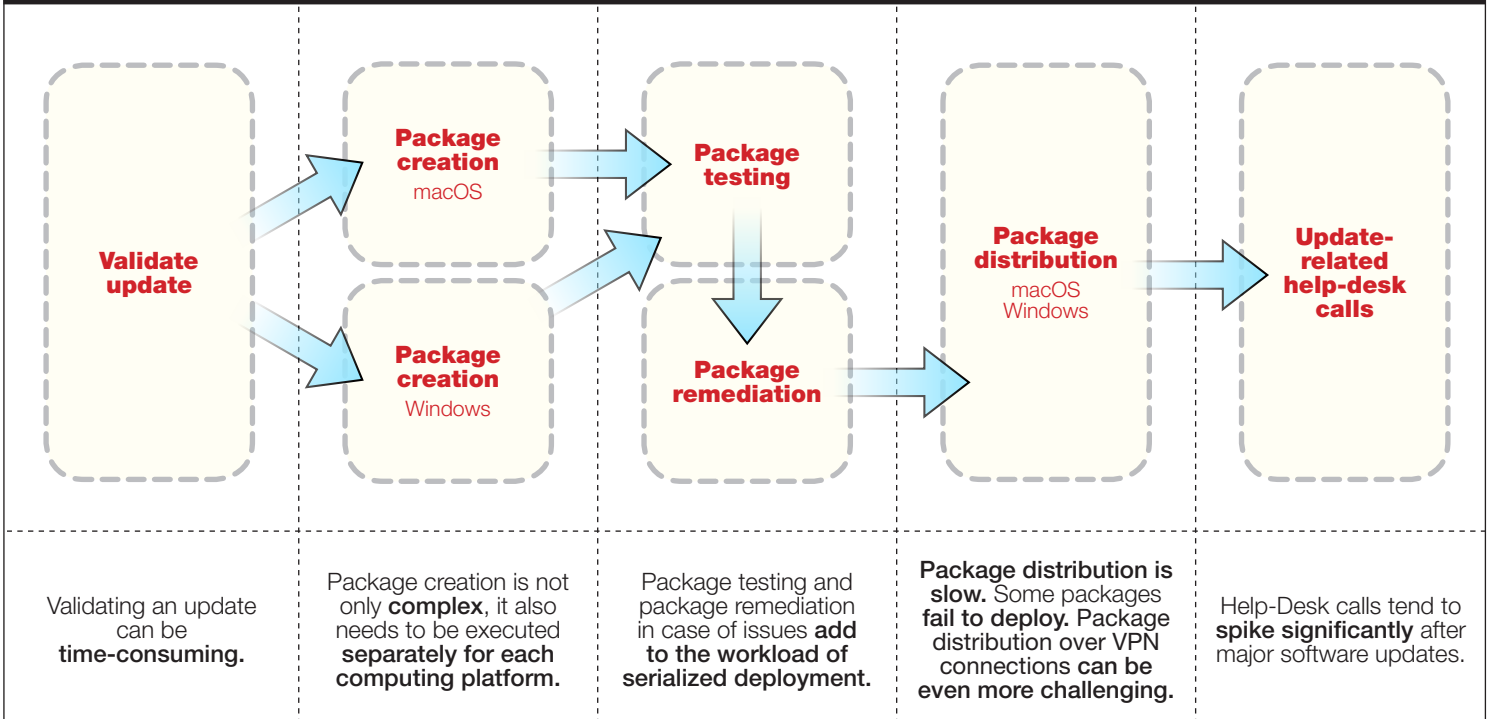 Validate
update
Package
creation
macOS
Package
creation
Windows
Package
testing
Package
remediation
Package
distribution
macOS
Windows
Update-
related
help-desk
calls
Validating an update
can be
time-consuming.
Package creation is not
only complex, it also
needs to be executed
separately for each
computing platform.
Package testing and
package remediation
in case of issues add
to the workload of
serialized deployment.
Package distribution is
slow. Some packages
fail to deploy. Package
distribution over VPN
connections can be
even more challenging.
Help-Desk calls tend to
spike significantly after
major software updates.